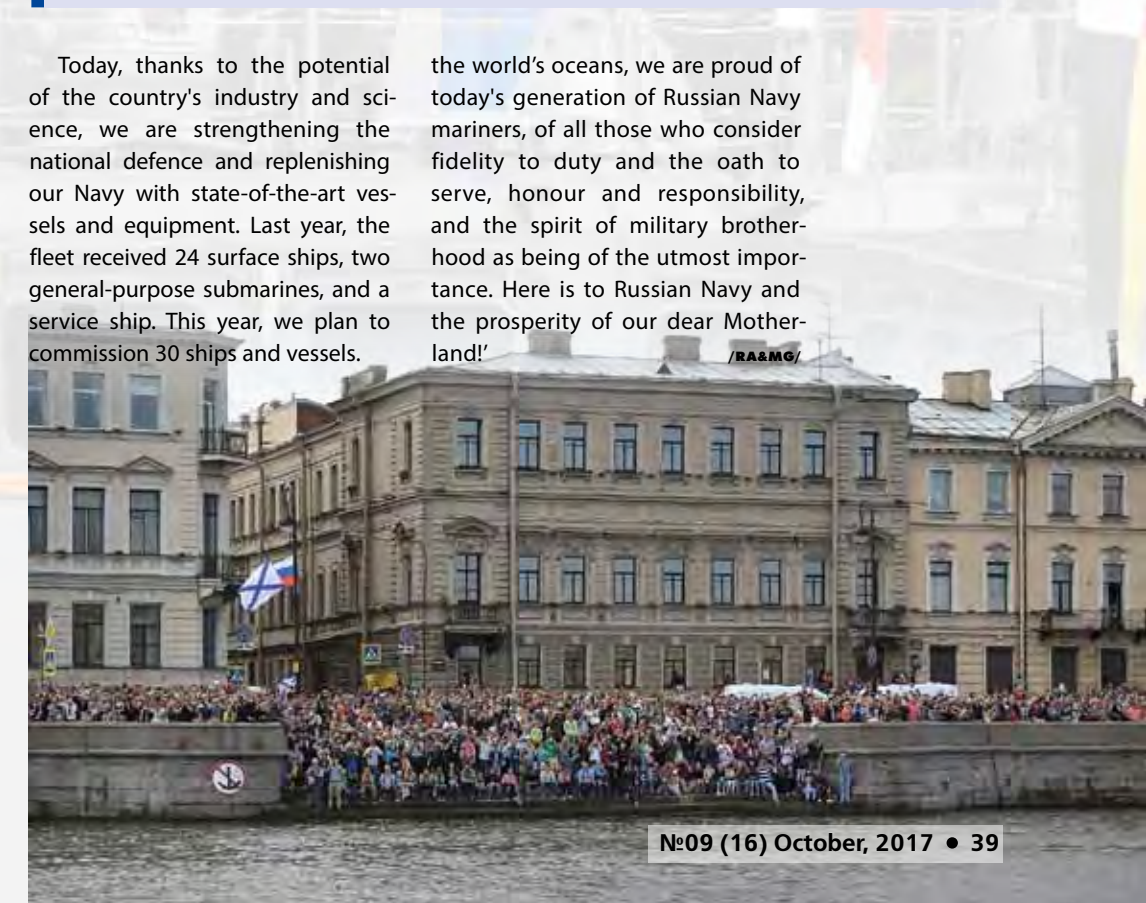 Today, thanks to the potential
of the country's industry and sci-
ence, we are strengthening the
national defence and replenishing
our Navy with state-of-the-art ves-
sels and equipment. Last year, the
fleet received 24 surface ships, two
general-purpose submarines, and a
service ship. This year, we plan to
commission 30 ships and vessels.
the world’s oceans, we are proud of
today's generation of Russian Navy
mariners, of all those who consider
fidelity to duty and the oath to
serve, honour and responsibility,
and the spirit of military brother-
hood as being of the utmost impor-
tance. Here is to Russian Navy and
the prosperity of our dear Mother-
land!’ /RA&MG/
№09 (16) October, 2017 ● 39